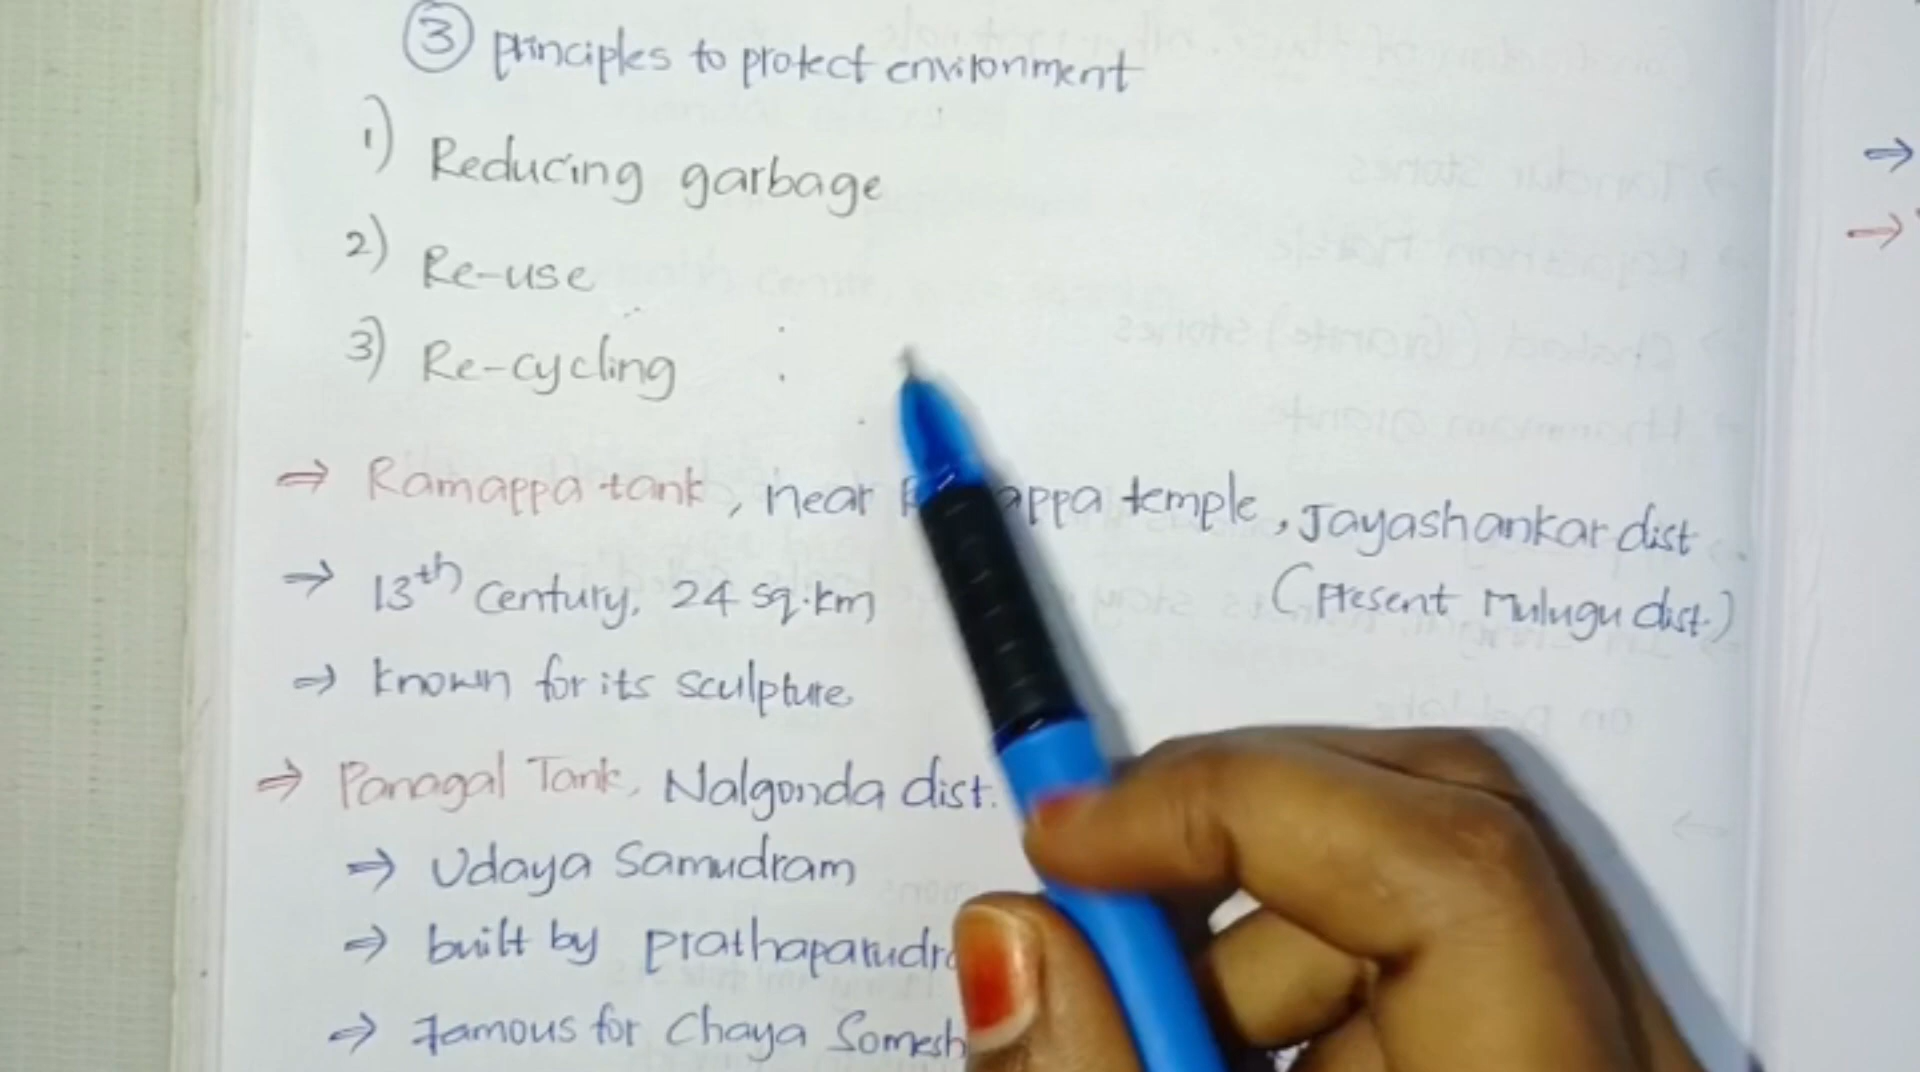 ③ principles to protect environment
1) Reducing garbage
2) Re-use
3) Re-cycling :
⇒ Ramappa tank, near temple, Jayashankar dist
⇒ 13th century, 24 sq.km (present Mulugu dist.)
⇒ known for its sculpture
⇒ Panagal Tank, Nalgonda dist.
⇒ Udaya Samudram
⇒ built by
⇒ famous for Chaya